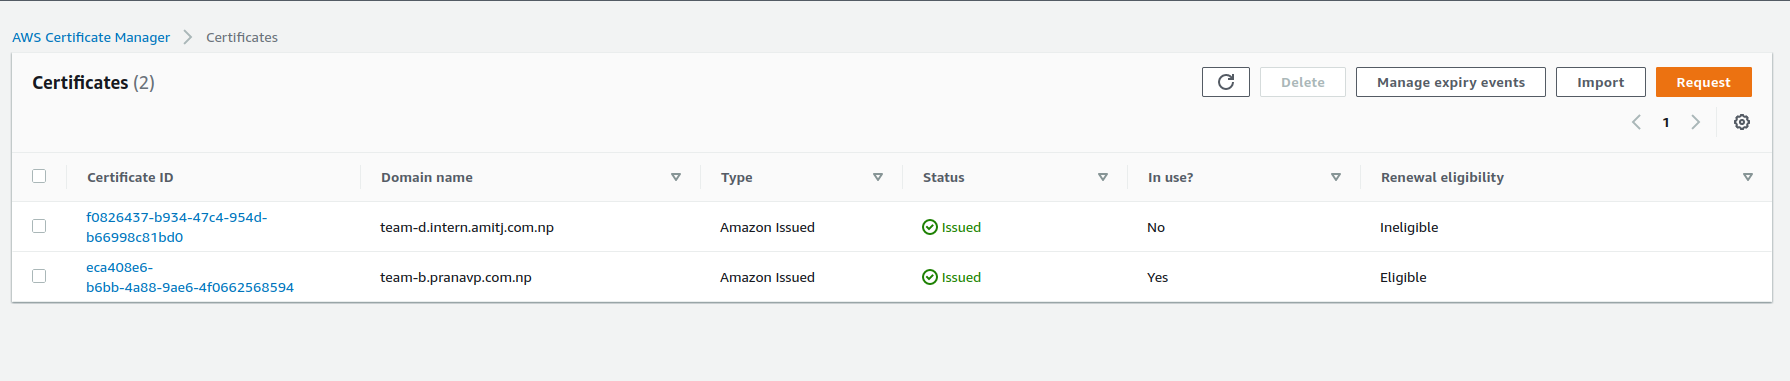 AWS Certificate Manager > Certificates
Certificates (2)
Delete
Manage expiry events
Import
Request
1
Certificate ID Domain name Type Status In use? Renewal eligibility
f0826437-b934-47c4-954d-
b66998c81bd0
team-d.intern.amitj.com.np Amazon Issued Issued No Ineligible
eca408e6-
b6bb-4a88-9ae6-4f0662568594
team-b.pranavp.com.np Amazon Issued Issued Yes Eligible